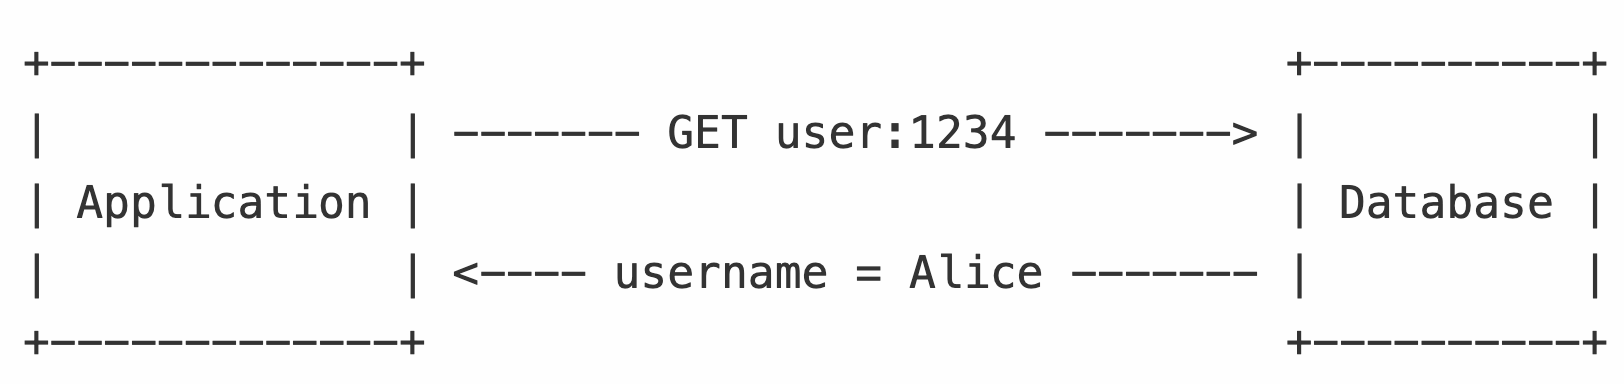 +-------------+                                +----------+
|             | ------- GET user:1234 -------> |          |
| Application |                                | Database |
|             | <---- username = Alice ------- |          |
+-------------+                                +----------+